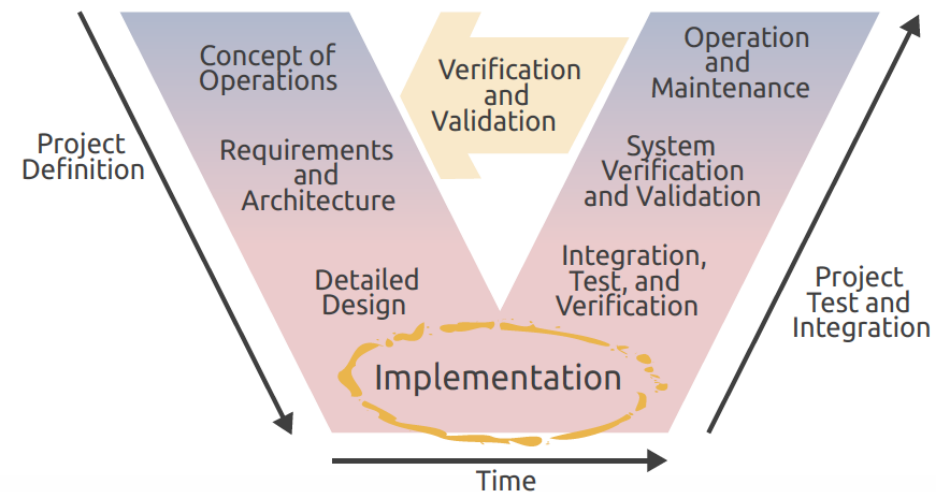 Concept of
Operations
Verification
and
Validation
Operation
and
Maintenance
Project
Definition
Requirements
and
Architecture
System
Verification
and Validation
Detailed
Design
Integration,
Test, and
Verification
Project
Test and
Integration
Implementation
Time